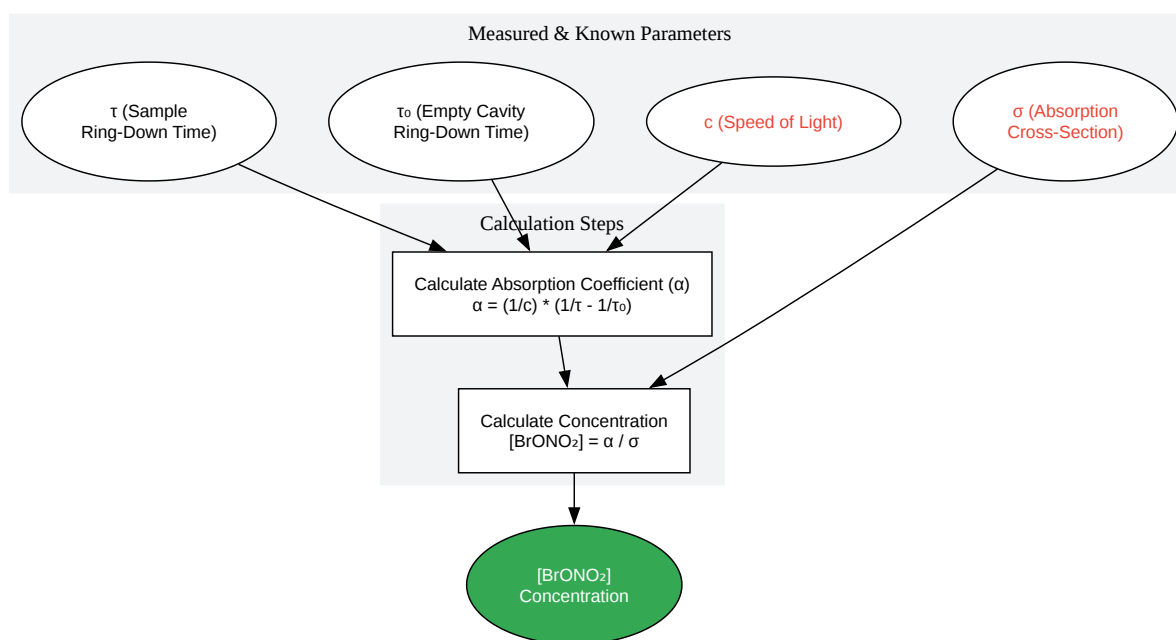 Measured & Known Parameters
τ (Sample
Ring-Down Time)
τ₀ (Empty Cavity
Ring-Down Time)
c (Speed of Light)
σ (Absorption
Cross-Section)
Calculation Steps
Calculate Absorption Coefficient (α)
α = (1/c) * (1/τ - 1/τ₀)
Calculate Concentration
[BrONO₂] = α / σ
[BrONO₂]
Concentration